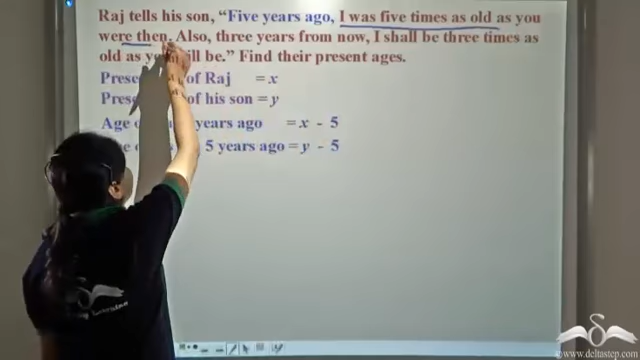 Raj tells his son, “Five years ago, I was five times as old as you
were then. Also, three years from now, I shall be three times as
old as you will be.” Find their present ages.
of Raj = x
of his son = y
Age years ago = x - 5
5 years ago = y - 5
©www.deltastep.com